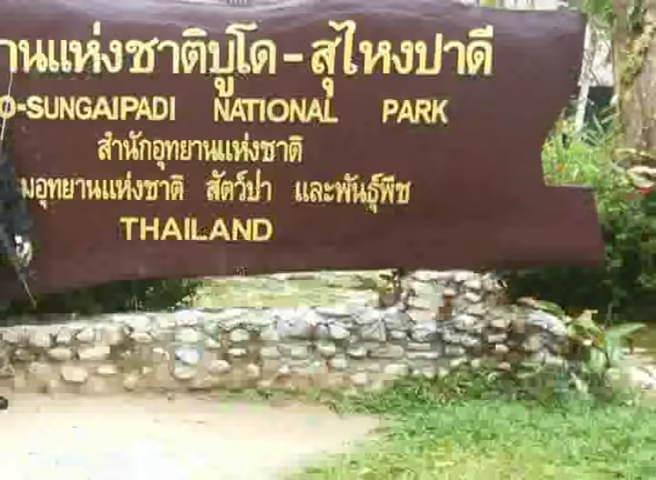 านแห่งชาติบูโด-สุไหงปาดี
O-SUNGAIPADI NATIONAL PARK
สำนักอุทยานแห่งชาติ
มอุทยานแห่งชาติ สัตว์ป่า และพันธุ์พืช
THAILAND